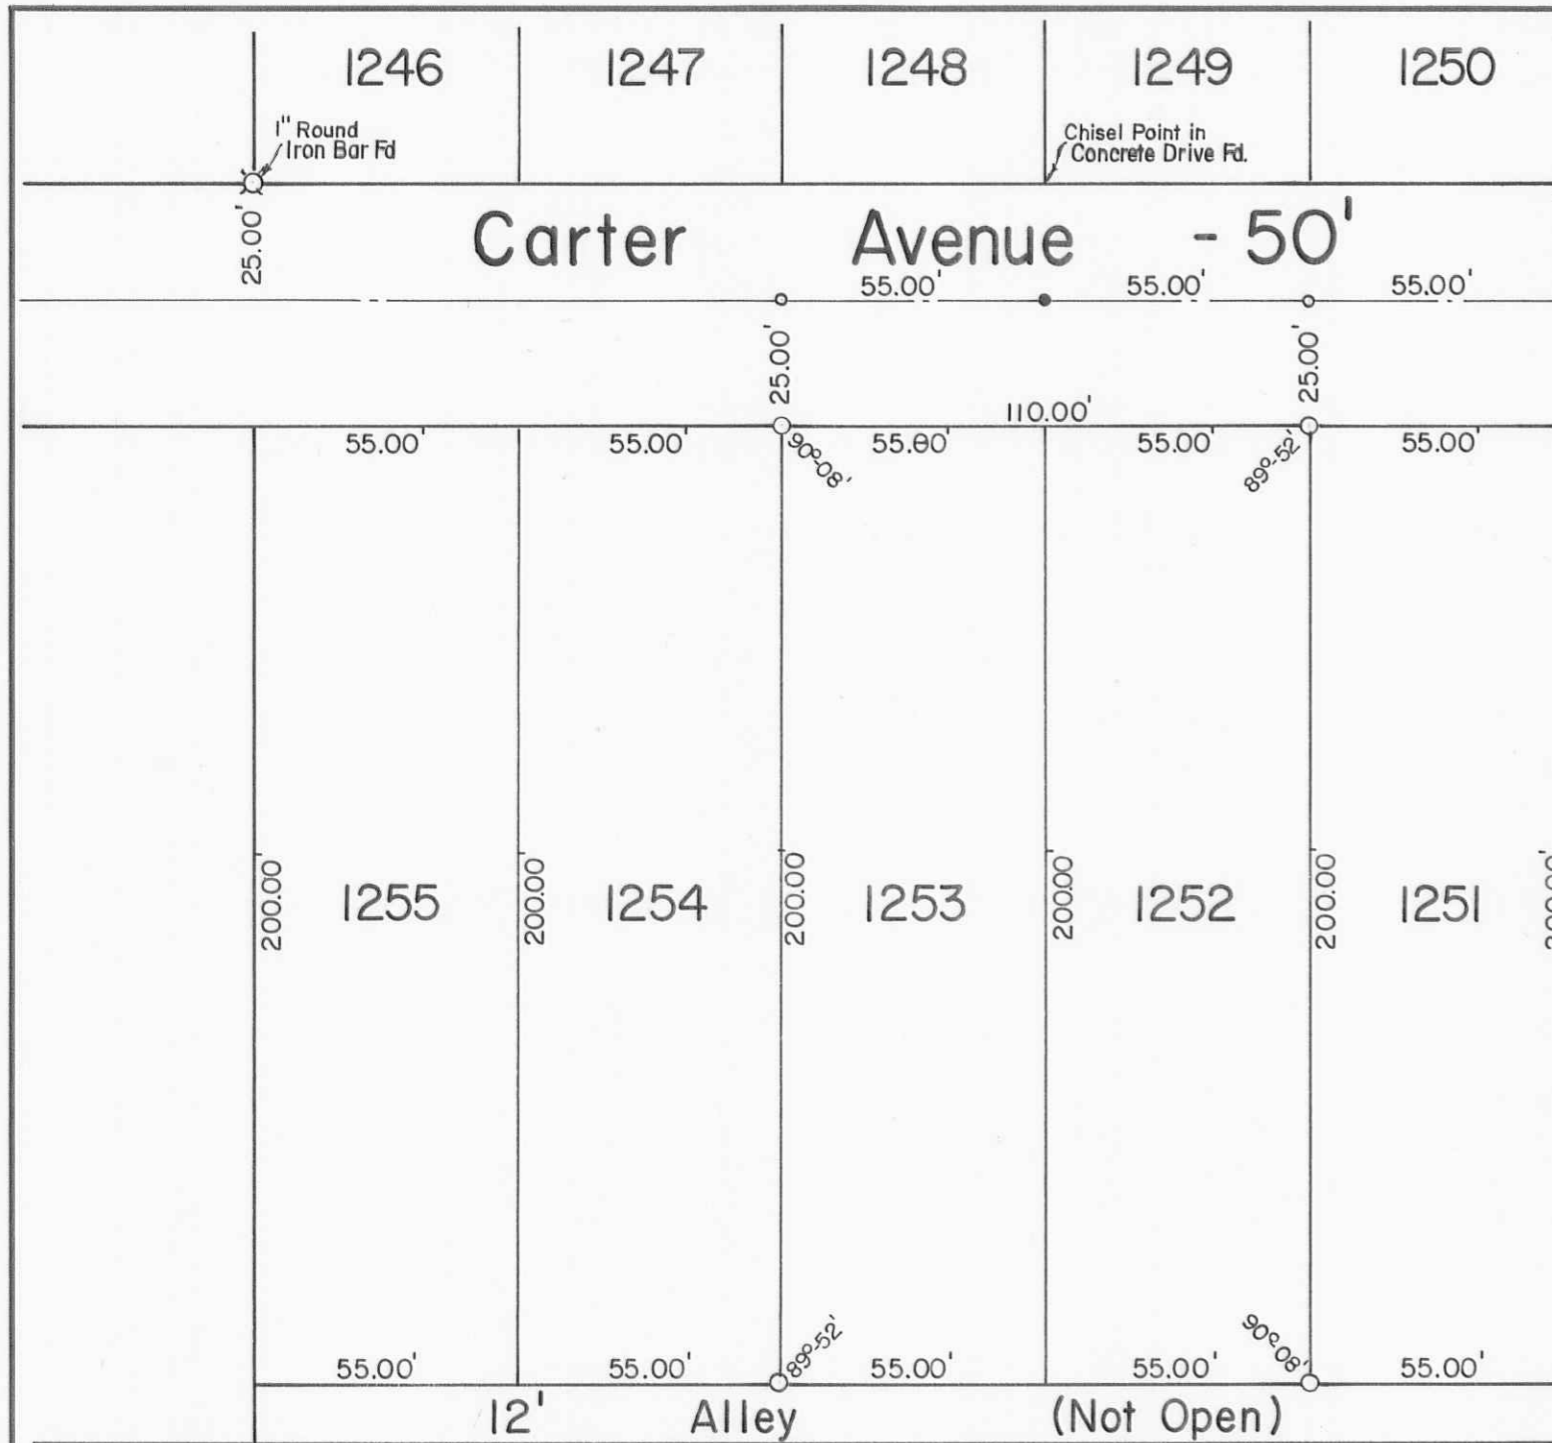 1246 1247 1248 1249 1250
1" Round
Iron Bar Fd
Chisel Point in
Concrete Drive Fd.
25.00'
Carter Avenue - 50'
55.00' 55.00' 55.00'
25.00' 25.00'
110.00'
55.00' 55.00' 55.00' 55.00' 55.00'
90°-08' 89°-52'
200.00' 200.00' 200.00' 200.00' 200.00' 200.00'
1255 1254 1253 1252 1251
89°-52' 90°-08'
55.00' 55.00' 55.00' 55.00' 55.00'
12' Alley (Not Open)